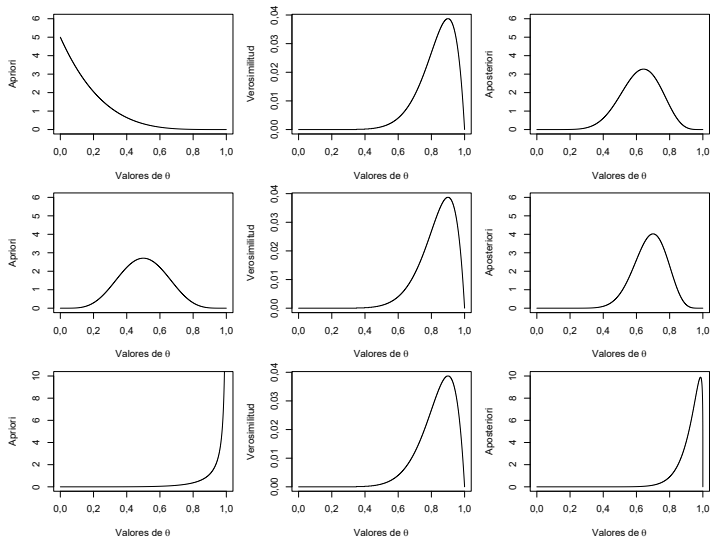 Apriori
0 1 2 3 4 5 6
0,0 0,2 0,4 0,6 0,8 1,0
Valores de θ
Verosimilitud
0,00 0,01 0,02 0,03 0,04
0,0 0,2 0,4 0,6 0,8 1,0
Valores de θ
Aposteriori
0 1 2 3 4 5 6
0,0 0,2 0,4 0,6 0,8 1,0
Valores de θ
Apriori
0 1 2 3 4 5 6
0,0 0,2 0,4 0,6 0,8 1,0
Valores de θ
Verosimilitud
0,00 0,01 0,02 0,03 0,04
0,0 0,2 0,4 0,6 0,8 1,0
Valores de θ
Aposteriori
0 1 2 3 4 5 6
0,0 0,2 0,4 0,6 0,8 1,0
Valores de θ
Apriori
0 2 4 6 8 10
0,0 0,2 0,4 0,6 0,8 1,0
Valores de θ
Verosimilitud
0,00 0,01 0,02 0,03 0,04
0,0 0,2 0,4 0,6 0,8 1,0
Valores de θ
Aposteriori
0 2 4 6 8 10
0,0 0,2 0,4 0,6 0,8 1,0
Valores de θ